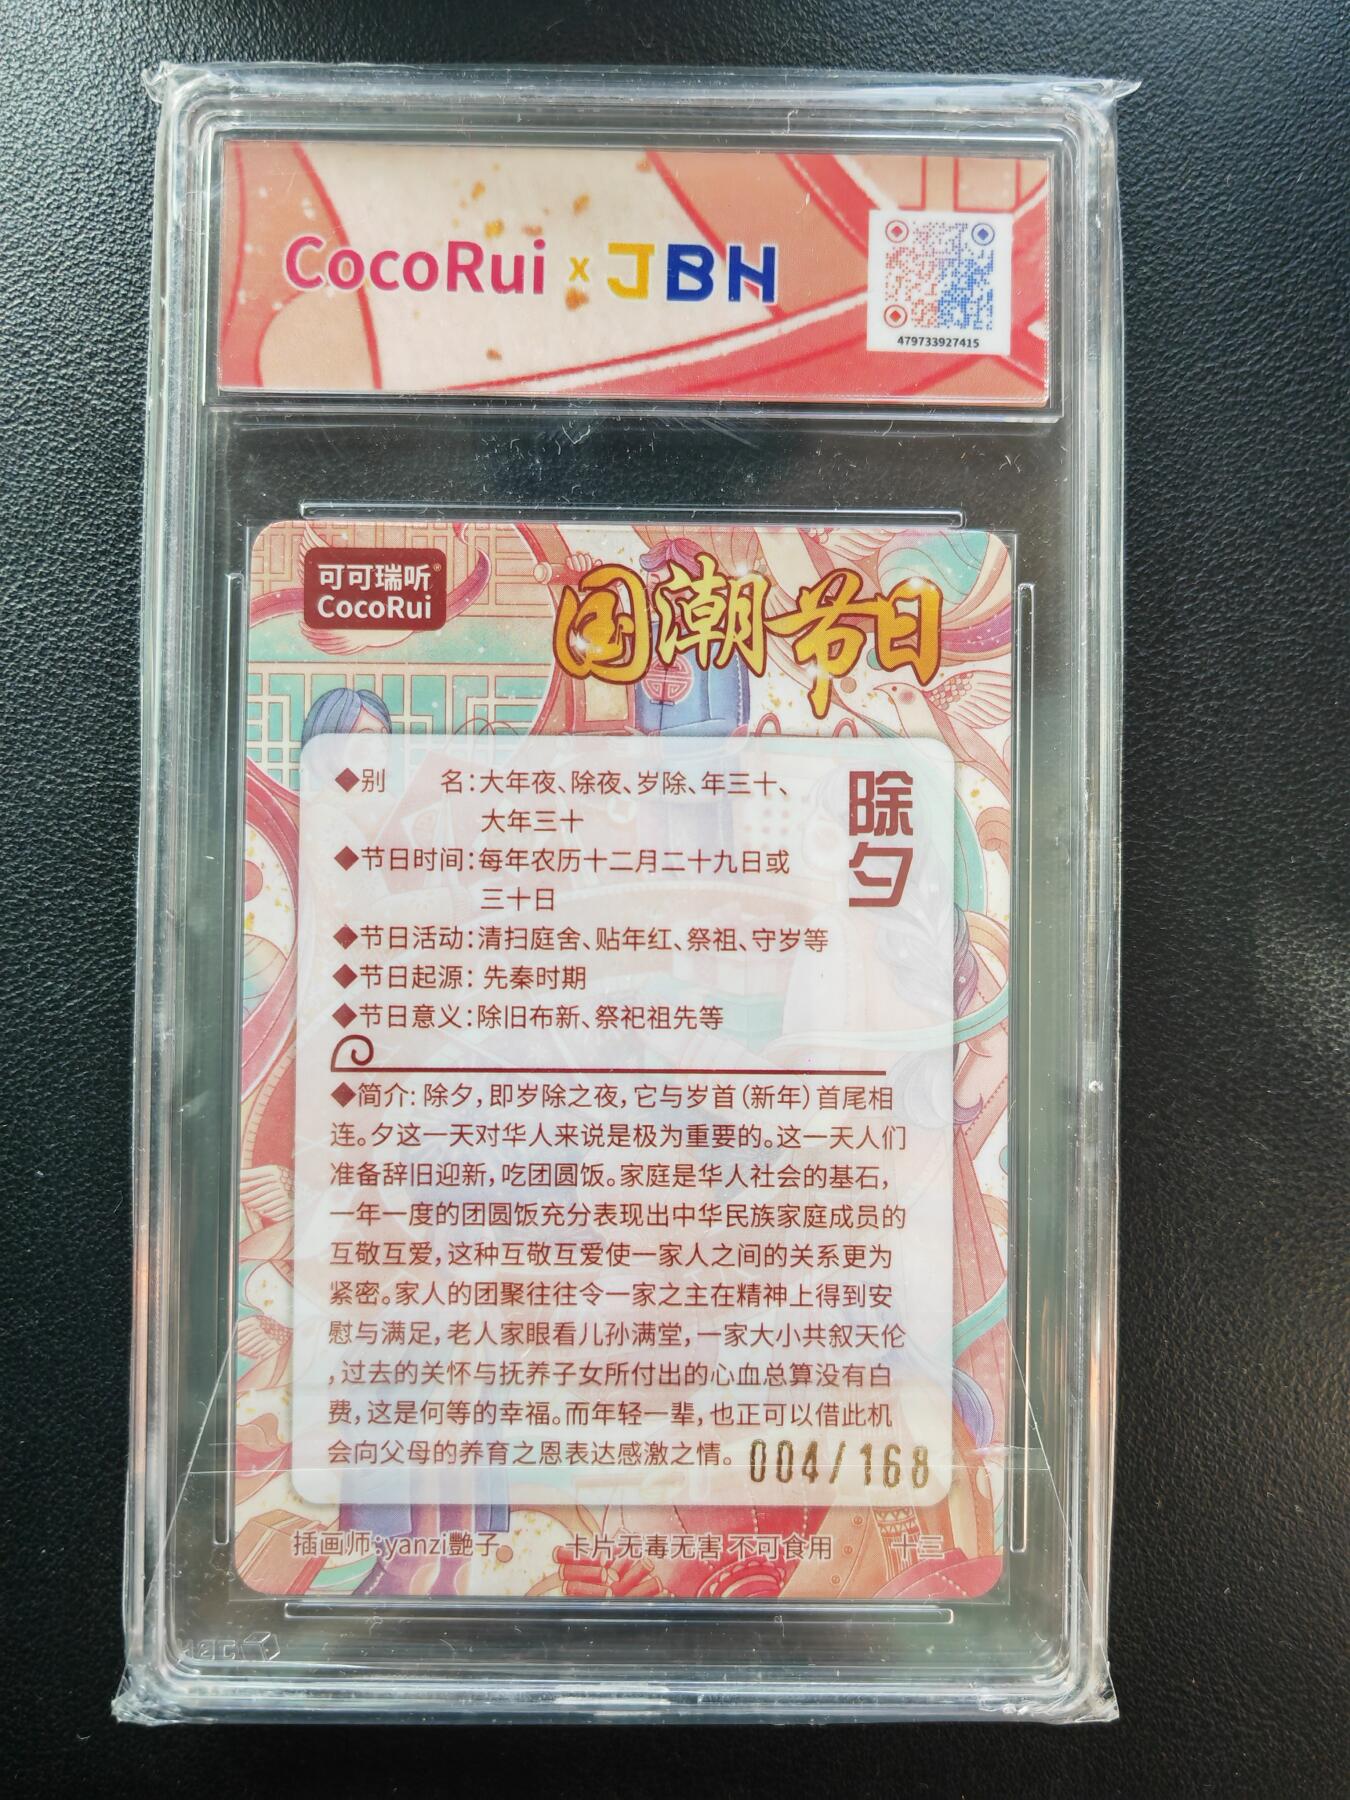 CocoRui x JBH
479733927415
可可瑞听®
CocoRui
国潮节日
除夕
◆别　　名：大年夜、除夜、岁除、年三十、
大年三十
◆节日时间：每年农历十二月二十九日或
三十日
◆节日活动：清扫庭舍、贴年红、祭祖、守岁等
◆节日起源：先秦时期
◆节日意义：除旧布新、祭祀祖先等
◆简介：除夕，即岁除之夜，它与岁首（新年）首尾相
连。夕这一天对华人来说是极为重要的。这一天人们
准备辞旧迎新，吃团圆饭。家庭是华人社会的基石，
一年一度的团圆饭充分表现出中华民族家庭成员的
互敬互爱，这种互敬互爱使一家人之间的关系更为
紧密。家人的团聚往往令一家之主在精神上得到安
慰与满足，老人家眼看儿孙满堂，一家大小共叙天伦
，过去的关怀与抚养子女所付出的心血总算没有白
费，这是何等的幸福。而年轻一辈，也正可以借此机
会向父母的养育之恩表达感激之情。
004/168
插画师：yanzi艷子
卡片无毒无害 不可食用
十三